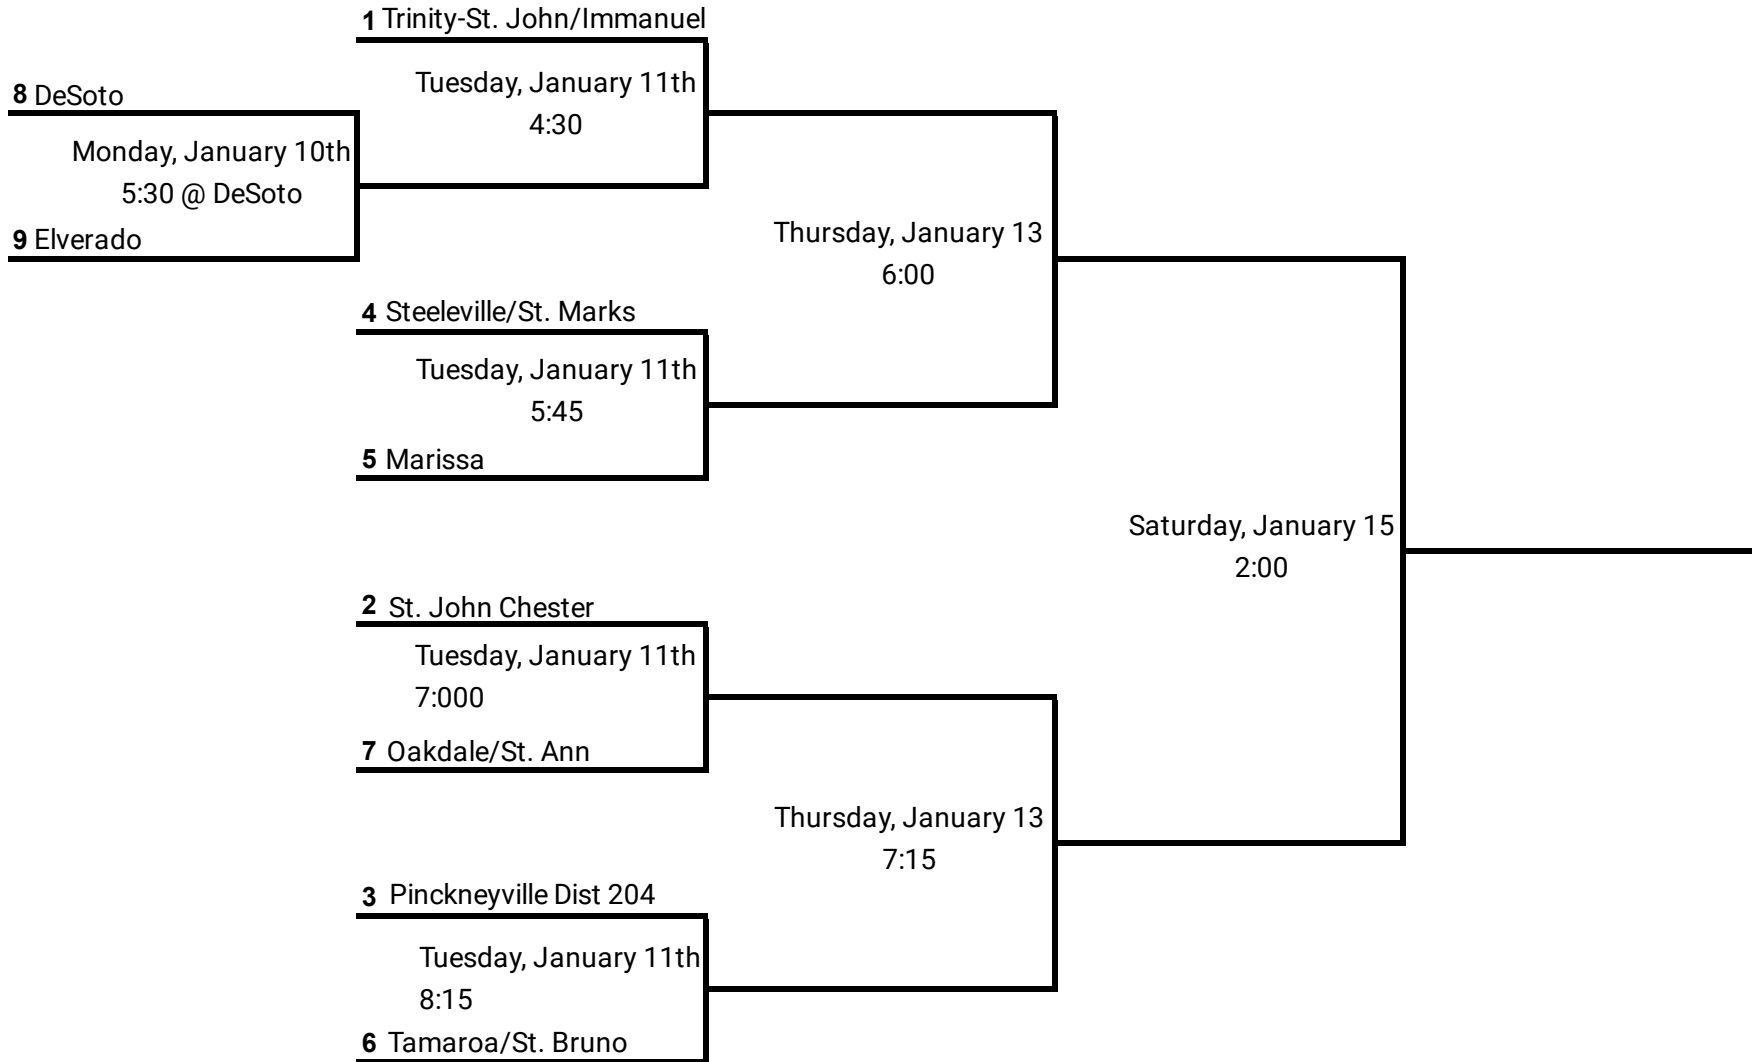 1 Trinity-St. John/Immanuel
Tuesday, January 11th
4:30
8 DeSoto
Monday, January 10th
5:30 @ DeSoto
9 Elverado
Thursday, January 13
6:00
4 Steeleville/St. Marks
Tuesday, January 11th
5:45
5 Marissa
Saturday, January 15
2:00
2 St. John Chester
Tuesday, January 11th
7:000
7 Oakdale/St. Ann
Thursday, January 13
7:15
3 Pinckneyville Dist 204
Tuesday, January 11th
8:15
6 Tamaroa/St. Bruno